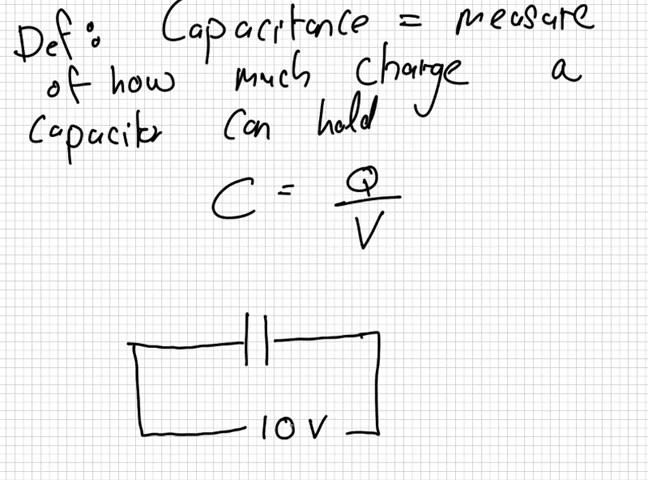 Def: Capacitance = measure
of how much charge a
capacitor can hold
C = Q/V
10V